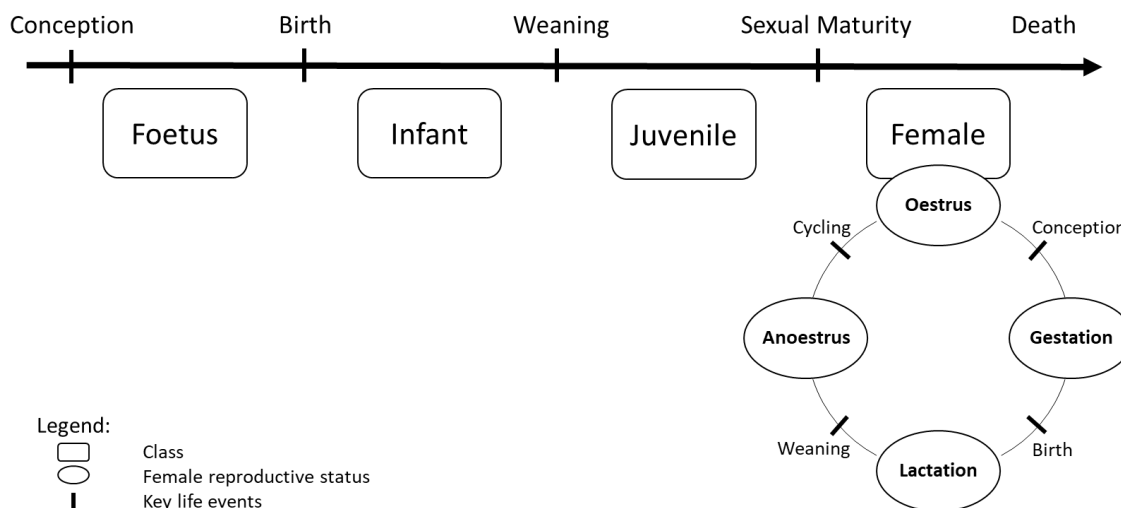 Conception Birth Weaning Sexual Maturity Death
Foetus Infant Juvenile Female
Oestrus
Cycling Conception
Anoestrus Gestation
Weaning Birth
Lactation
Legend:
Class
Female reproductive status
Key life events